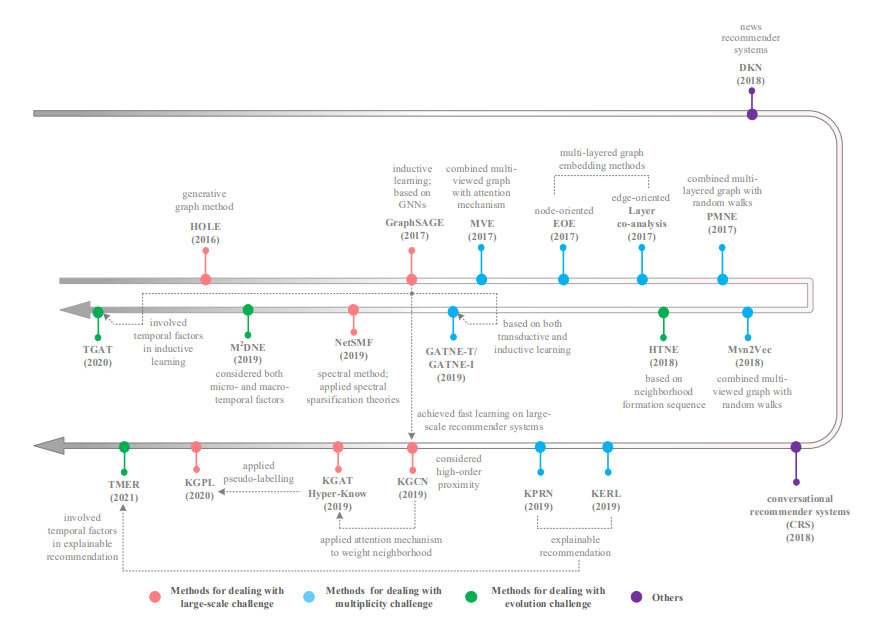 news
recommender
systems
DKN
(2018)
generative
graph method
HOLE
(2016)
inductive
learning;
based on
GNNs
GraphSAGE
(2017)
combined multi-
viewed graph
with attention
mechanism
MVE
(2017)
multi-layered graph
embedding methods
node-oriented
EOE
(2017)
edge-oriented
Layer
co-analysis
(2017)
combined multi-
layered graph with
random walks
PMNE
(2017)
TGAT
(2020)
involved
temporal factors
in inductive
learning
M²DNE
(2019)
considered both
micro- and macro-
temporal factors
NetSMF
(2019)
spectral method;
applied spectral
sparsification theories
GATNE-T/
GATNE-I
(2019)
based on both
transductive and
inductive learning
HTNE
(2018)
based on
neighborhood
formation sequence
Mvn2Vec
(2018)
combined multi-
viewed graph with
random walks
achieved fast learning on large-
scale recommender systems
TMER
(2021)
involved
temporal factors
in explainable
recommendation
KGPL
(2020)
applied
pseudo-labelling
KGAT
Hyper-Know
(2019)
KGCN
(2019)
considered
high-order
proximity
applied attention mechanism
to weight neighborhood
KPRN
(2019)
KERL
(2019)
explainable
recommendation
conversational
recommender systems
(CRS)
(2018)
Methods for dealing with
large-scale challenge
Methods for dealing with
multiplicity challenge
Methods for dealing with
evolution challenge
Others